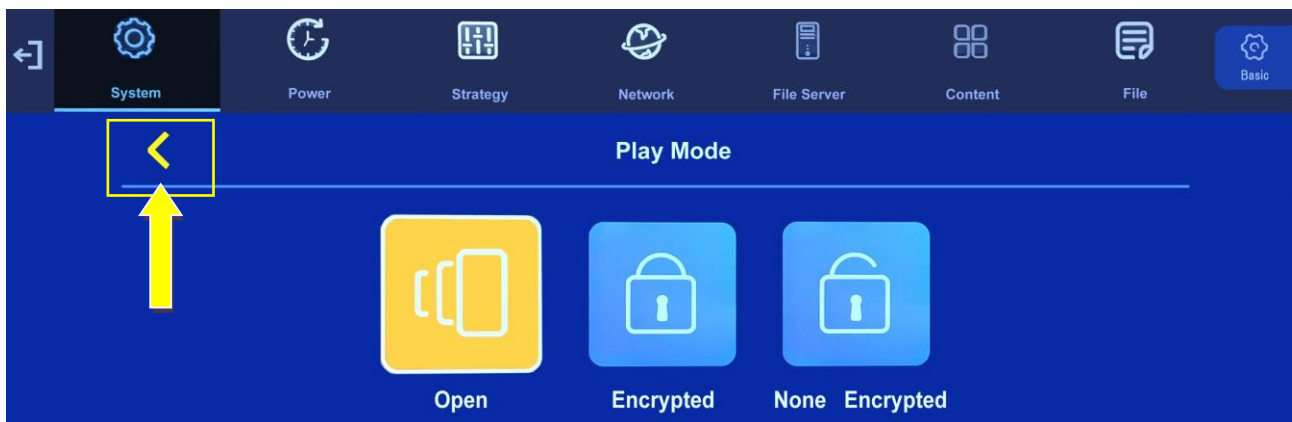 System Power Strategy Network File Server Content File Basic
Play Mode
Open Encrypted None Encrypted